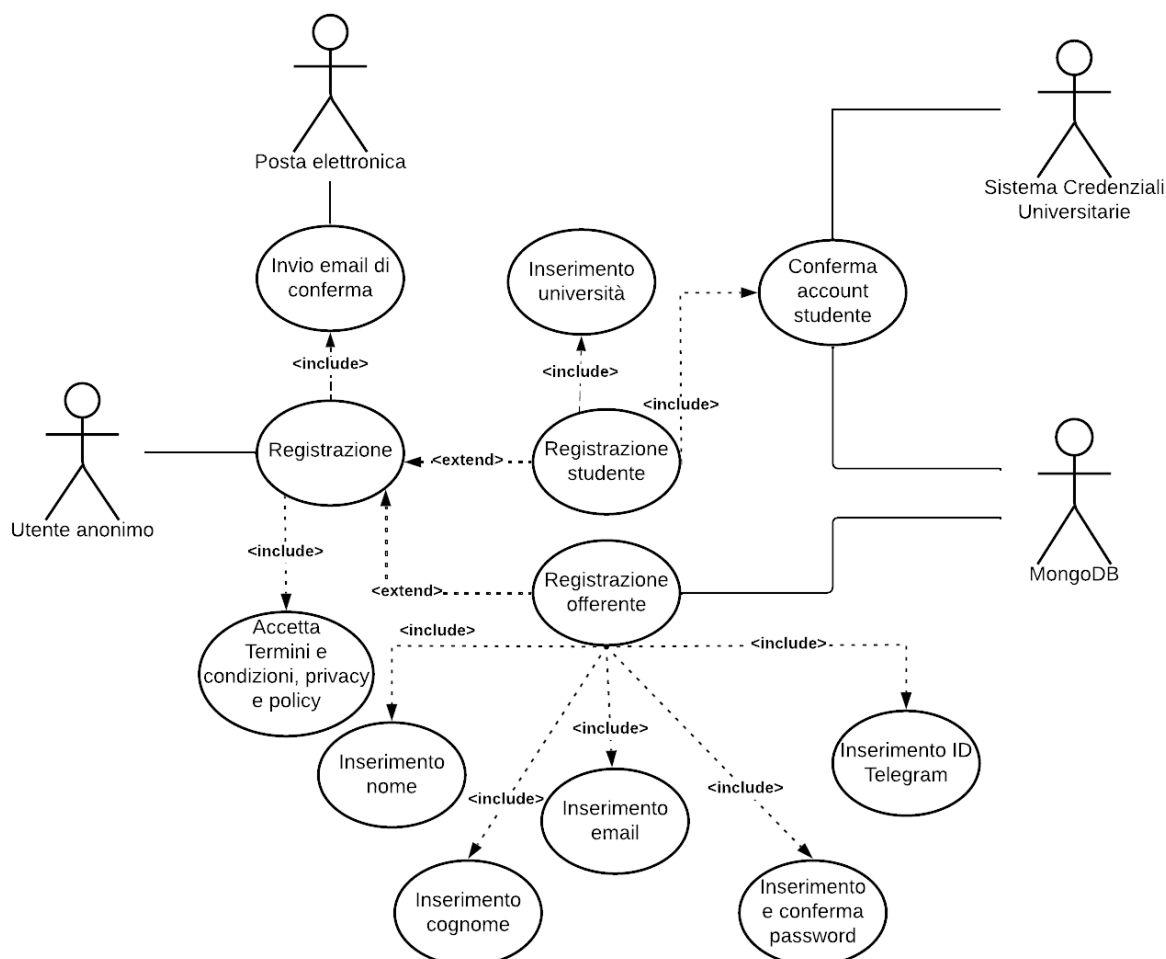 Posta elettronica
Sistema Credenziali
Universitarie
Invio email di
conferma
Inserimento
università
Conferma
account
studente
<include>
<include>
<include>
Registrazione
<extend>
Registrazione
studente
Utente anonimo
<include>
MongoDB
<extend>
Registrazione
offerente
Accetta
Termini e
condizioni, privacy
e policy
<include>
<include>
<include>
Inserimento
nome
Inserimento ID
Telegram
<include>
<include>
Inserimento
email
Inserimento
cognome
Inserimento
e conferma
password